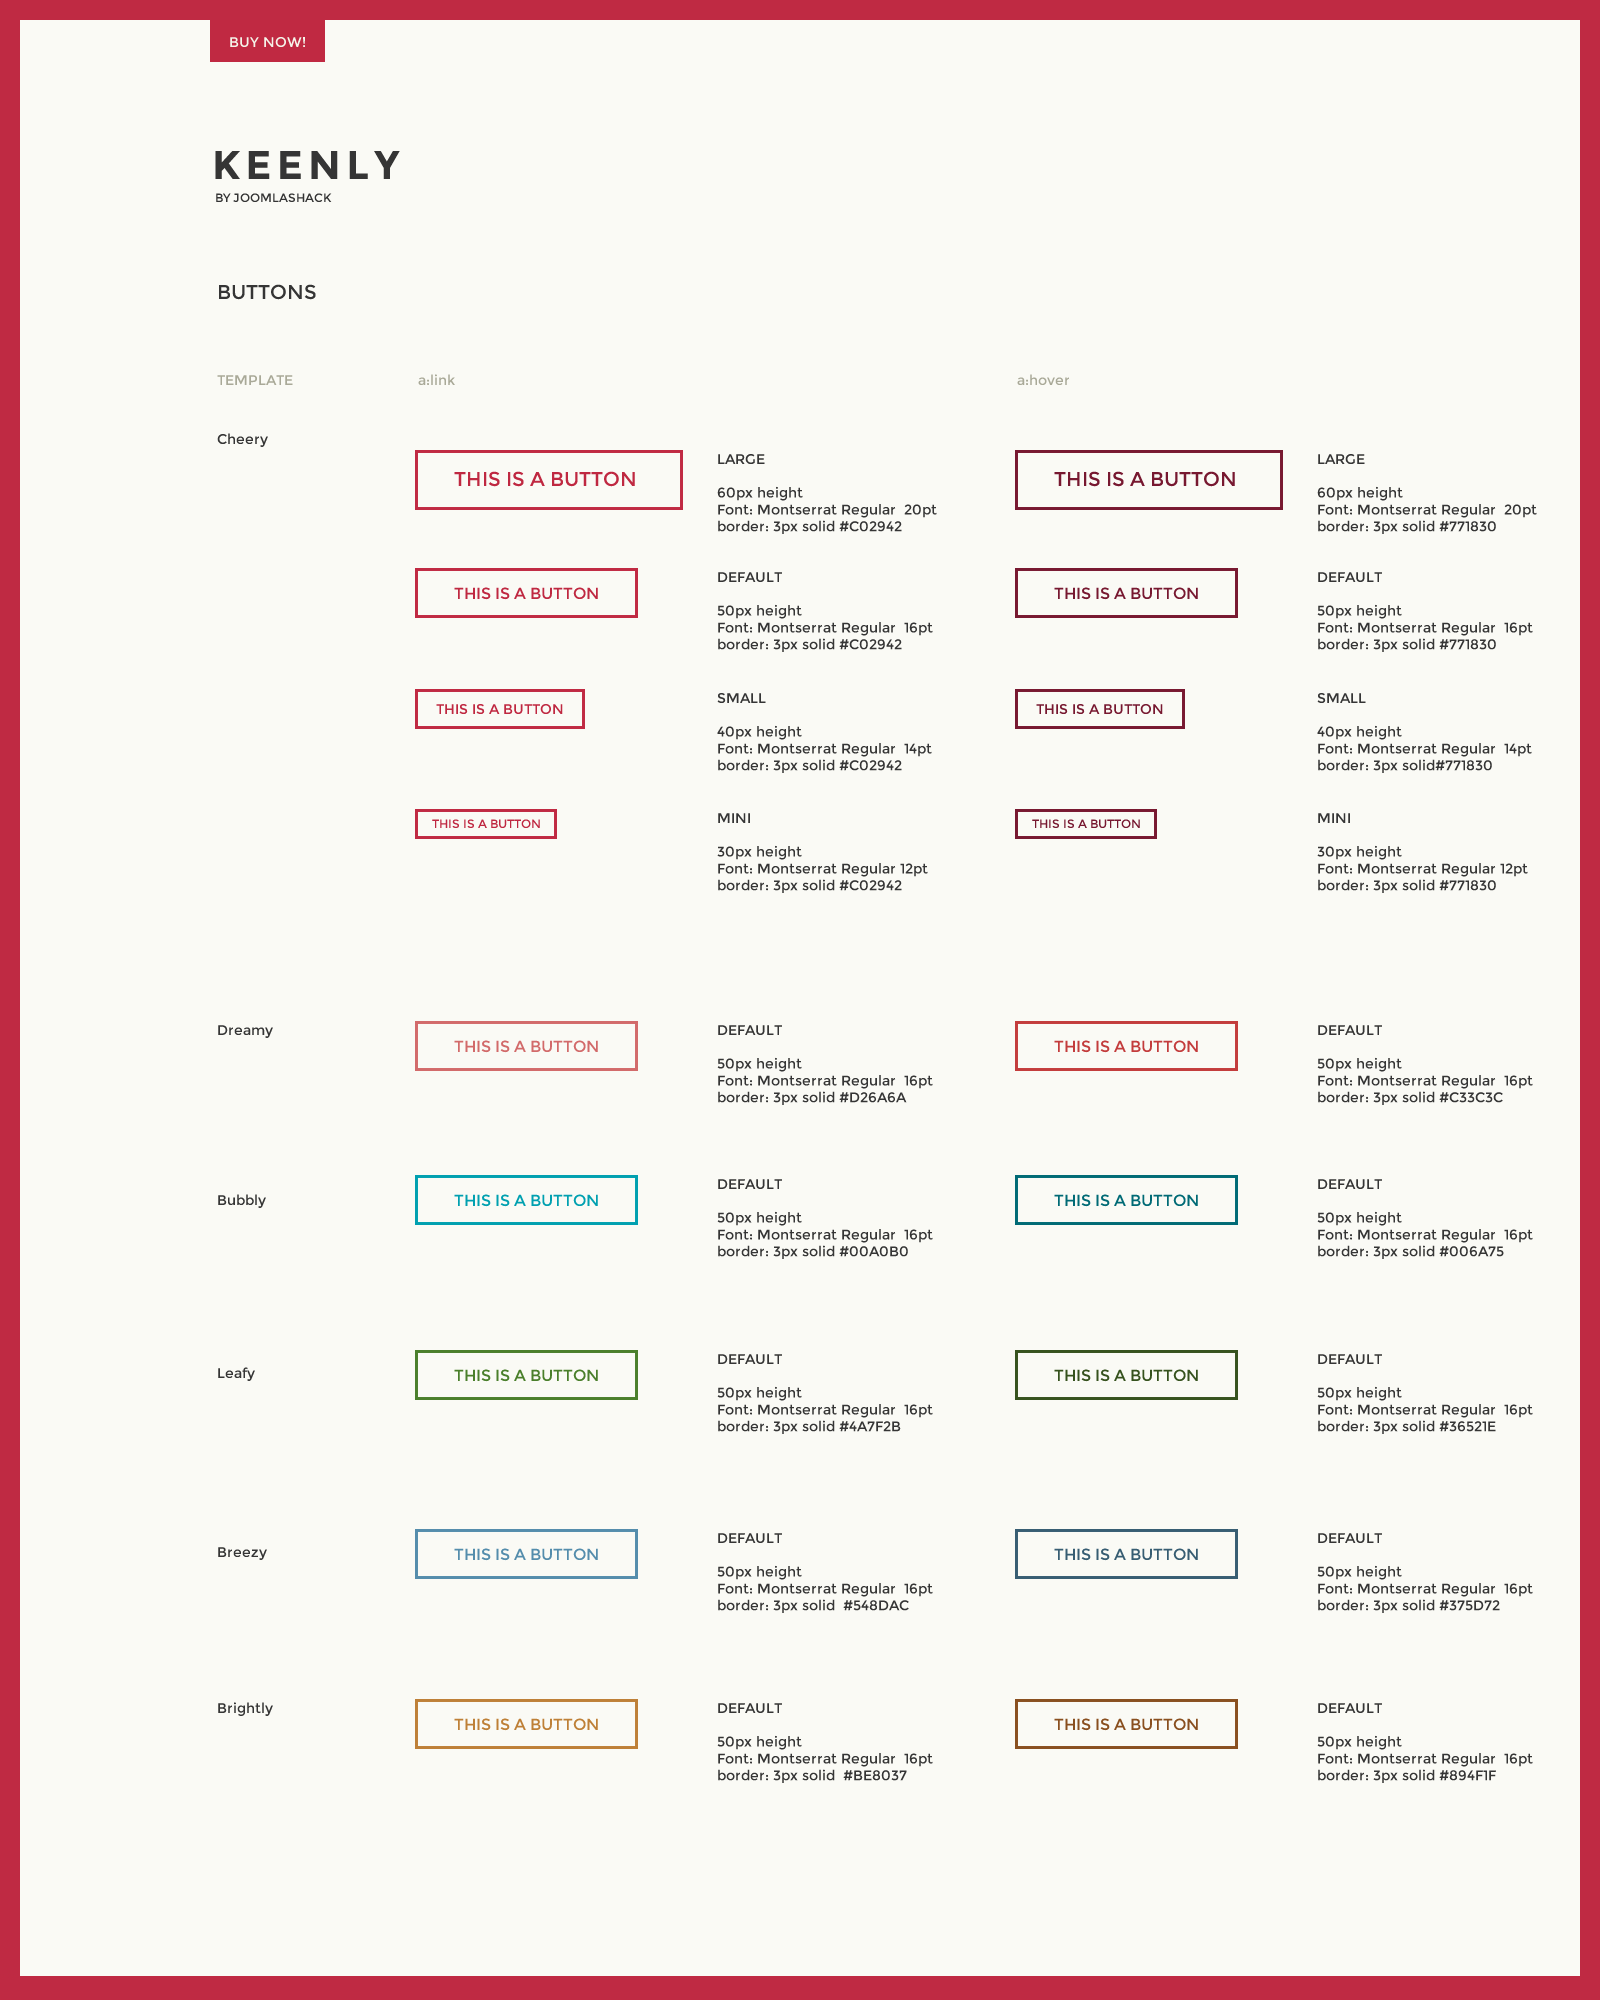 BUY NOW!
KEENLY
BY JOOMLASHACK
BUTTONS
TEMPLATE a:link a:hover
Cheery
THIS IS A BUTTON
LARGE
60px height
Font: Montserrat Regular  20pt
border: 3px solid #C02942
THIS IS A BUTTON
LARGE
60px height
Font: Montserrat Regular  20pt
border: 3px solid #771830
THIS IS A BUTTON
DEFAULT
50px height
Font: Montserrat Regular  16pt
border: 3px solid #C02942
THIS IS A BUTTON
DEFAULT
50px height
Font: Montserrat Regular  16pt
border: 3px solid #771830
THIS IS A BUTTON
SMALL
40px height
Font: Montserrat Regular  14pt
border: 3px solid #C02942
THIS IS A BUTTON
SMALL
40px height
Font: Montserrat Regular  14pt
border: 3px solid#771830
THIS IS A BUTTON
MINI
30px height
Font: Montserrat Regular 12pt
border: 3px solid #C02942
THIS IS A BUTTON
MINI
30px height
Font: Montserrat Regular 12pt
border: 3px solid #771830
Dreamy
THIS IS A BUTTON
DEFAULT
50px height
Font: Montserrat Regular  16pt
border: 3px solid #D26A6A
THIS IS A BUTTON
DEFAULT
50px height
Font: Montserrat Regular  16pt
border: 3px solid #C33C3C
Bubbly
THIS IS A BUTTON
DEFAULT
50px height
Font: Montserrat Regular  16pt
border: 3px solid #00A0B0
THIS IS A BUTTON
DEFAULT
50px height
Font: Montserrat Regular  16pt
border: 3px solid #006A75
Leafy
THIS IS A BUTTON
DEFAULT
50px height
Font: Montserrat Regular  16pt
border: 3px solid #4A7F2B
THIS IS A BUTTON
DEFAULT
50px height
Font: Montserrat Regular  16pt
border: 3px solid #36521E
Breezy
THIS IS A BUTTON
DEFAULT
50px height
Font: Montserrat Regular  16pt
border: 3px solid  #548DAC
THIS IS A BUTTON
DEFAULT
50px height
Font: Montserrat Regular  16pt
border: 3px solid #375D72
Brightly
THIS IS A BUTTON
DEFAULT
50px height
Font: Montserrat Regular  16pt
border: 3px solid  #BE8037
THIS IS A BUTTON
DEFAULT
50px height
Font: Montserrat Regular  16pt
border: 3px solid #894F1F